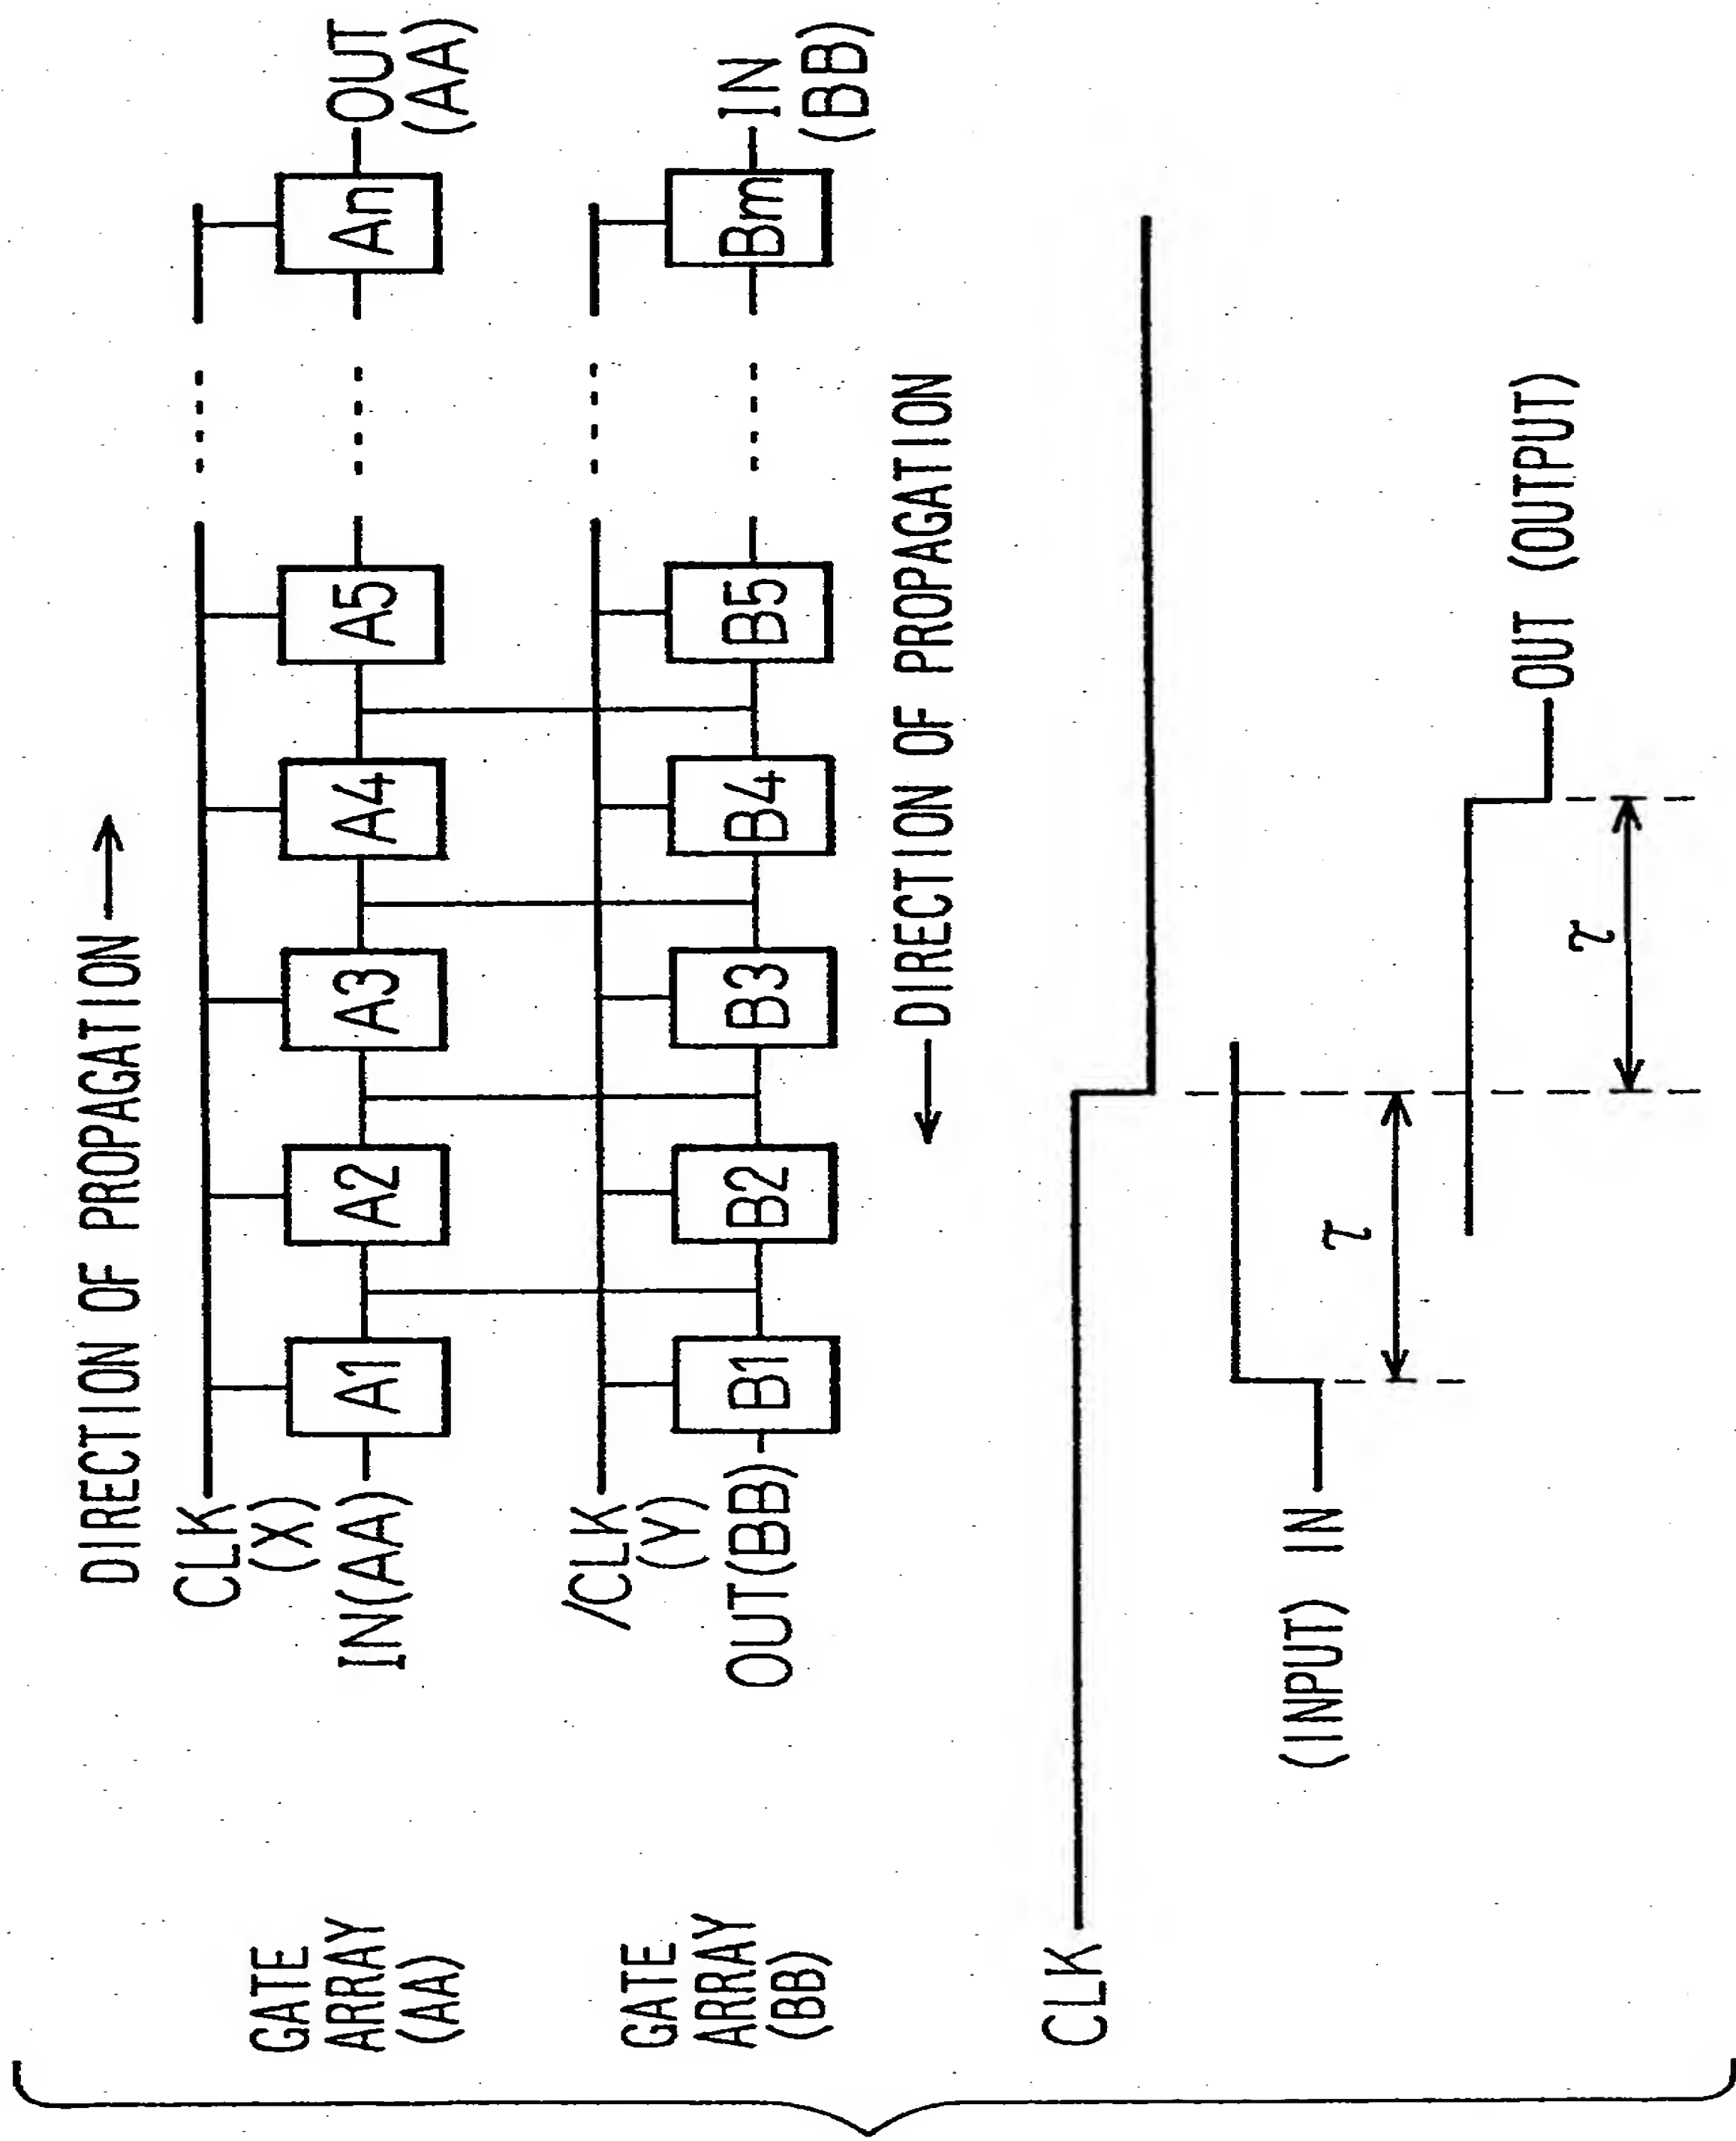 DIRECTION OF PROPAGATION
CLK
(X)
IN(AA)
A1
A2
A3
A4
A5
An
OUT
(AA)
GATE
ARRAY
(AA)
/CLK
(Y)
OUT(BB)
B1
B2
B3
B4
B5
Bm
IN
(BB)
GATE
ARRAY
(BB)
DIRECTION OF PROPAGATION
CLK
(INPUT) IN
τ
OUT (OUTPUT)
τ